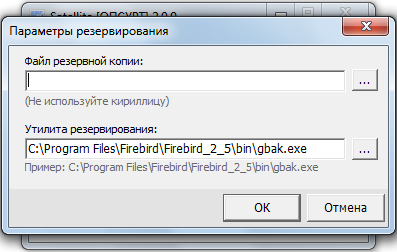 Satellite [ОПСУРТ] 2.0.0
Параметры резервирования
Файл резервной копии:
...
(Не используйте кириллицу)
Утилита резервирования:
C:\Program Files\Firebird\Firebird_2_5\bin\gbak.exe
...
Пример: C:\Program Files\Firebird\Firebird_2_5\bin\gbak.exe
OK
Отмена